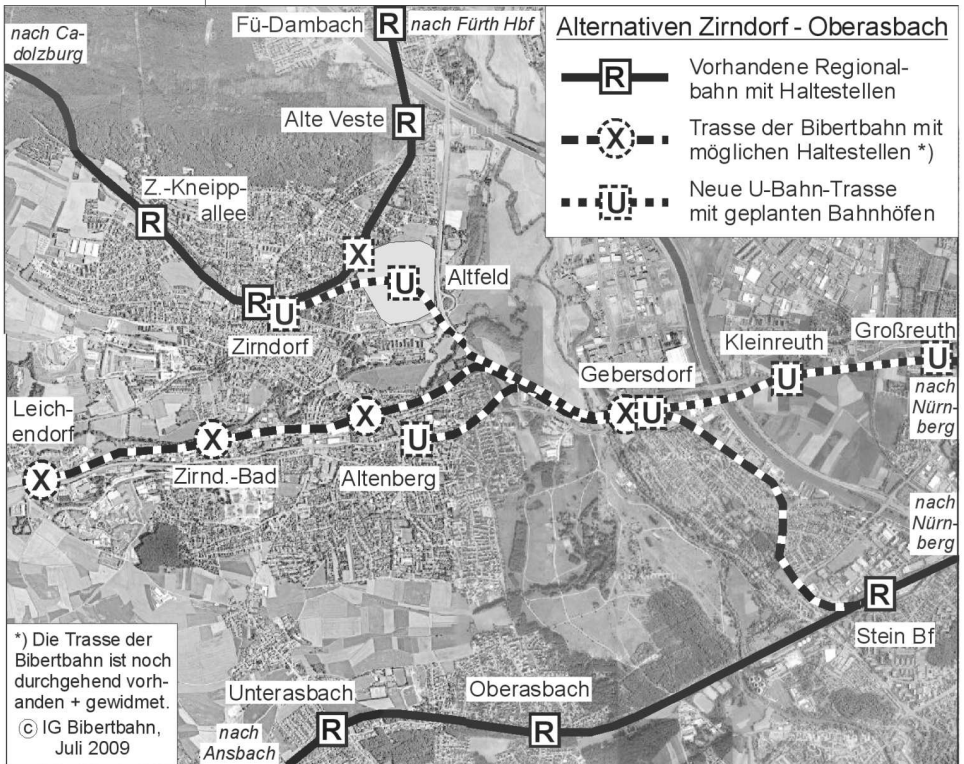 nach Ca-
dolzburg
Fü-Dambach
R
nach Fürth Hbf
Alte Veste
R
Z.-Kneipp-
allee
R
X
R
U
Zirndorf
U
Altfeld
Alternativen Zirndorf - Oberasbach
R
Vorhandene Regional-
bahn mit Haltestellen
X
Trasse der Bibertbahn mit
möglichen Haltestellen *)
U
Neue U-Bahn-Trasse
mit geplanten Bahnhöfen
Leich-
endorf
X
X
Zirnd.-Bad
X
U
Altenberg
Gebersdorf
X
U
Kleinreuth
U
Großreuth
U
nach
Nürn-
berg
nach
Nürn-
berg
R
Stein Bf
Unterasbach
R
nach
Ansbach
Oberasbach
R
*) Die Trasse der
Bibertbahn ist noch
durchgehend vorh-
anden + gewidmet.
© IG Bibertbahn,
Juli 2009